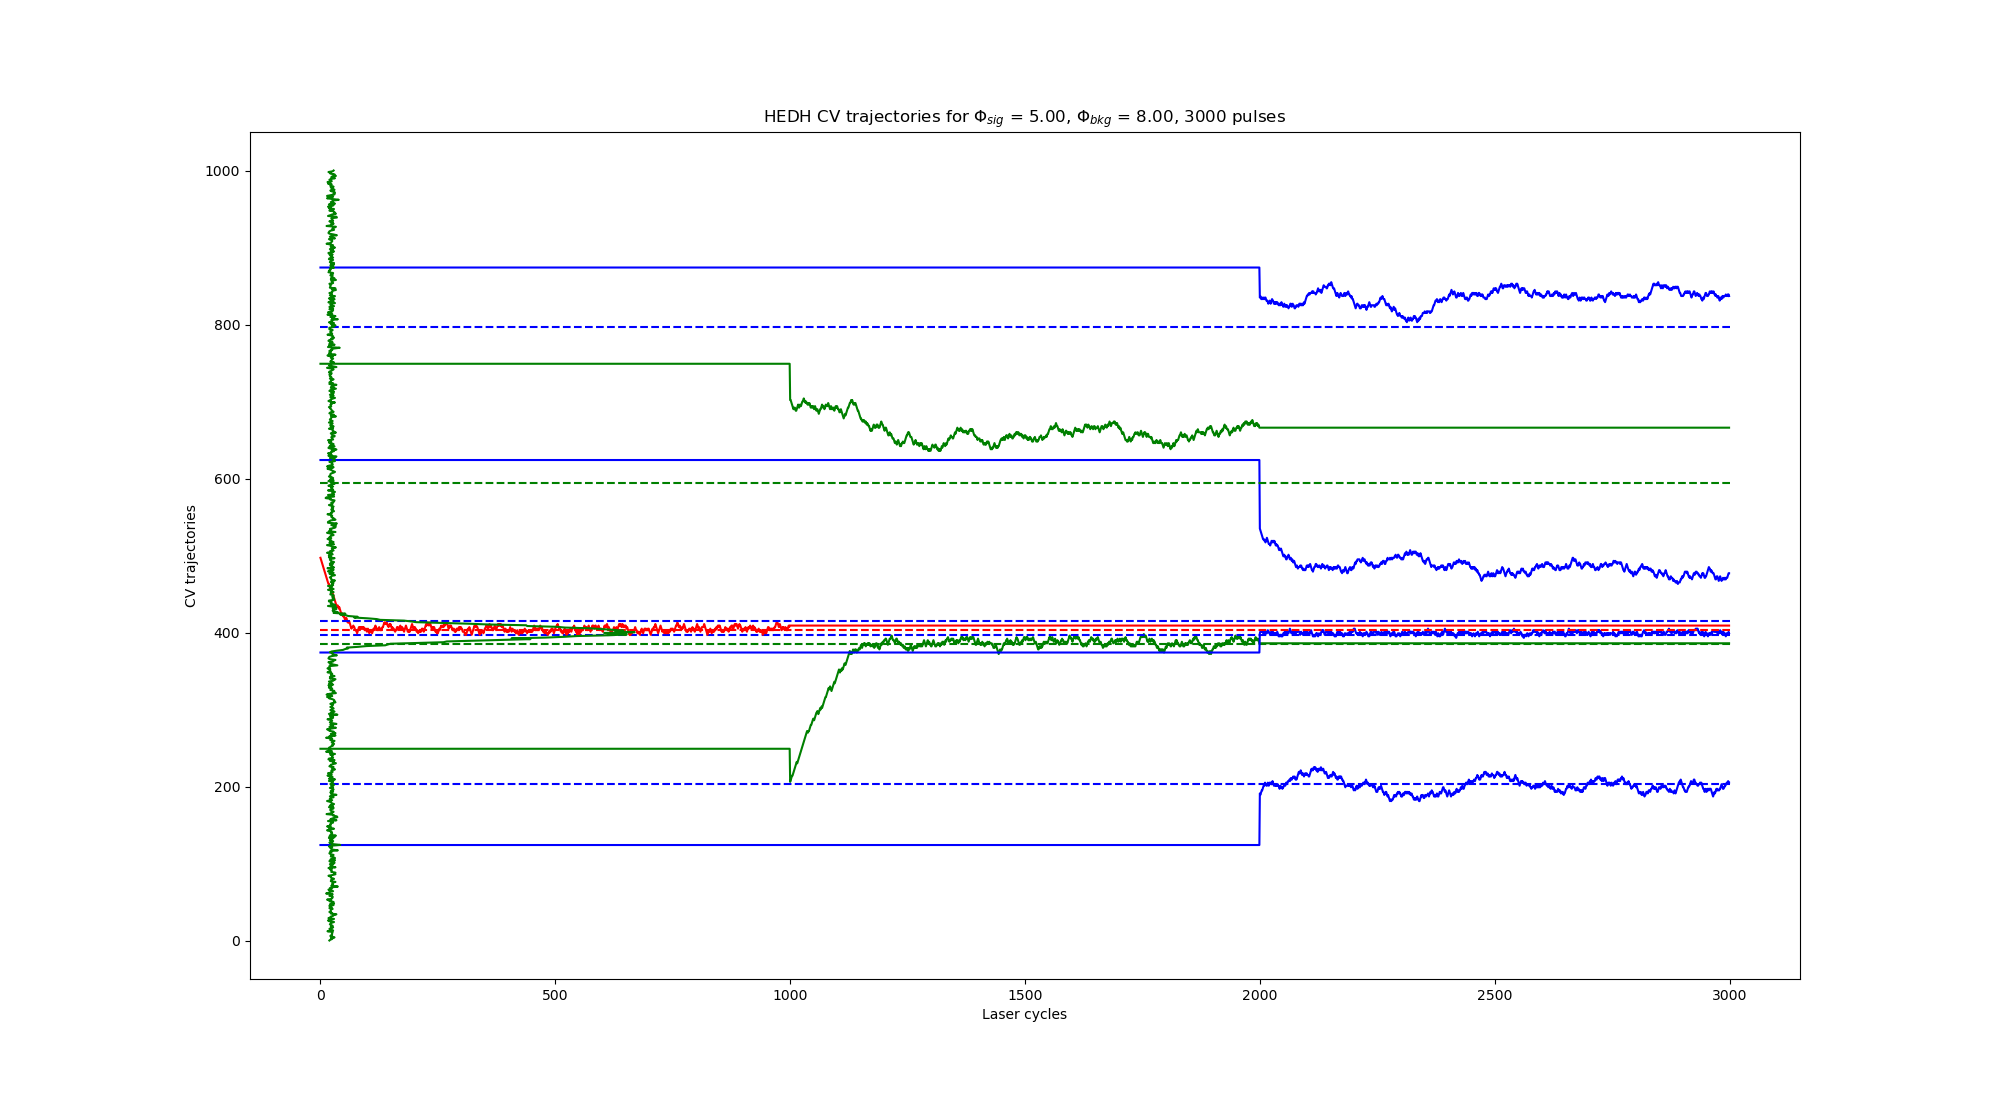 HEDH CV trajectories for Φsig = 5.00, Φbkg = 8.00, 3000 pulses
1000
800
600
400
200
0
CV trajectories
0 500 1000 1500 2000 2500 3000
Laser cycles